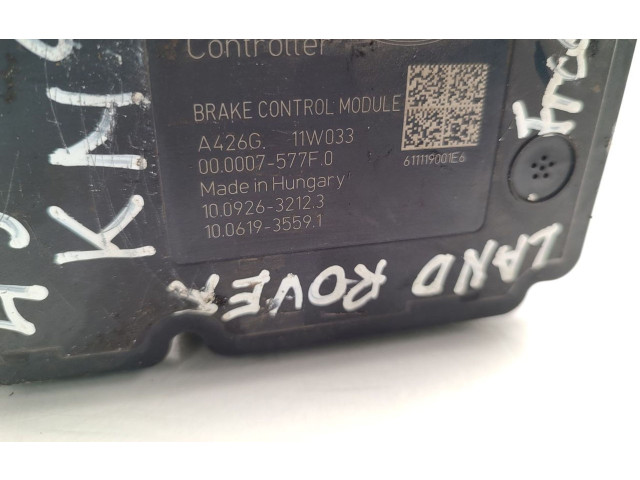 Controller
BRAKE CONTROL MODULE
A426G. 11W033
00.0007-577F.0
Made in Hungary
10.0926-3212.3
10.0619-3559.1
611119001E6
LAND ROVER